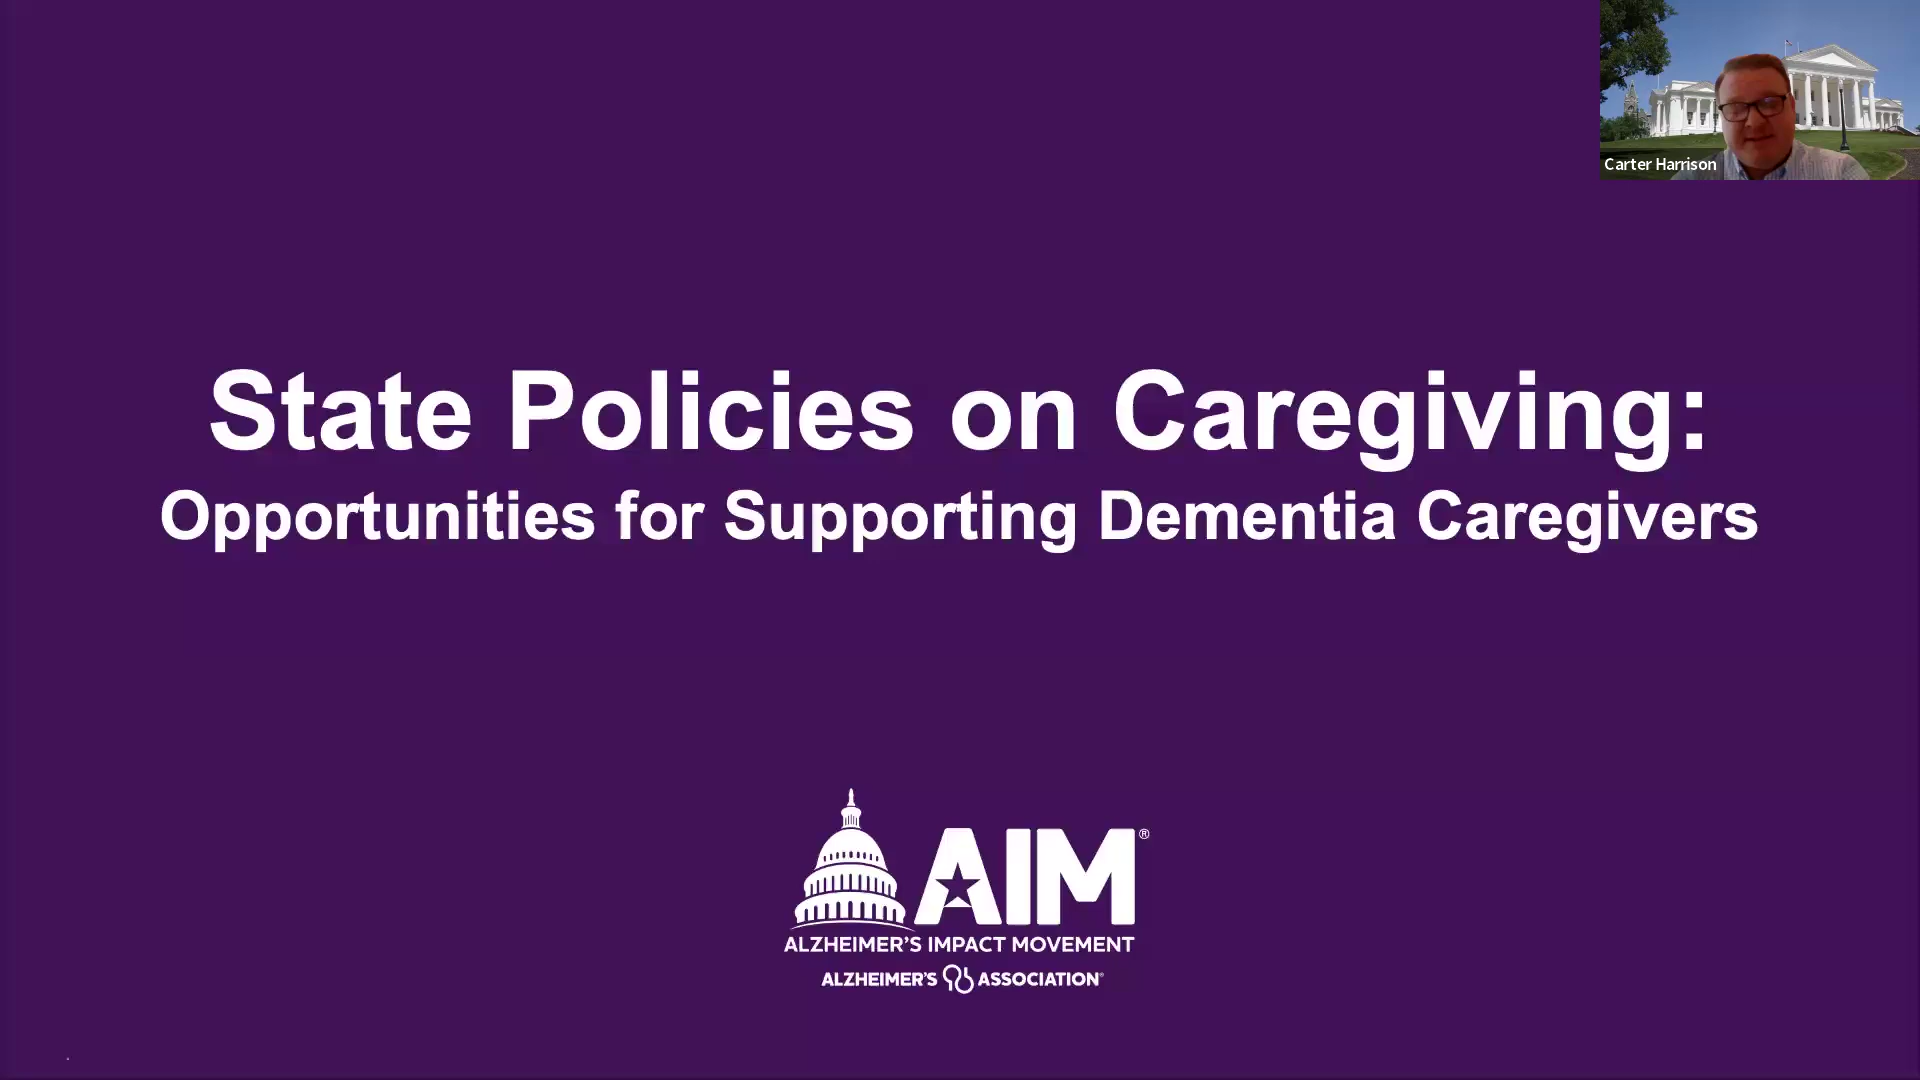 Carter Harrison
State Policies on Caregiving:
Opportunities for Supporting Dementia Caregivers
AIM®
ALZHEIMER'S IMPACT MOVEMENT
ALZHEIMER'S ASSOCIATION®